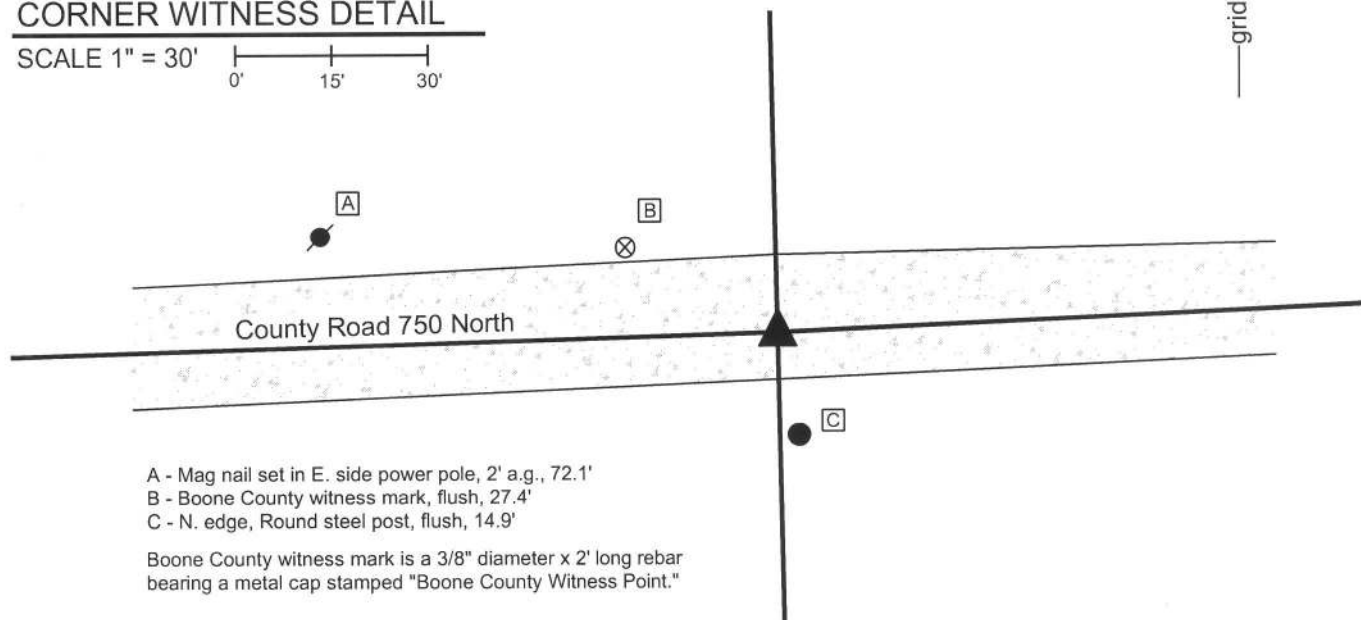 CORNER WITNESS DETAIL
SCALE 1" = 30'
0' 15' 30'
grid
A
B
County Road 750 North
C
A - Mag nail set in E. side power pole, 2' a.g., 72.1'
B - Boone County witness mark, flush, 27.4'
C - N. edge, Round steel post, flush, 14.9'
Boone County witness mark is a 3/8" diameter x 2' long rebar
bearing a metal cap stamped "Boone County Witness Point."